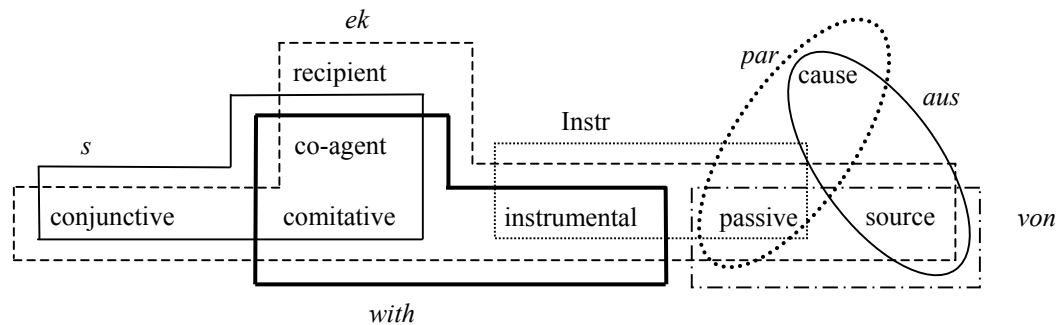 ek
recipient
par
cause
aus
s
Instr
co-agent
conjunctive comitative instrumental passive source von
with